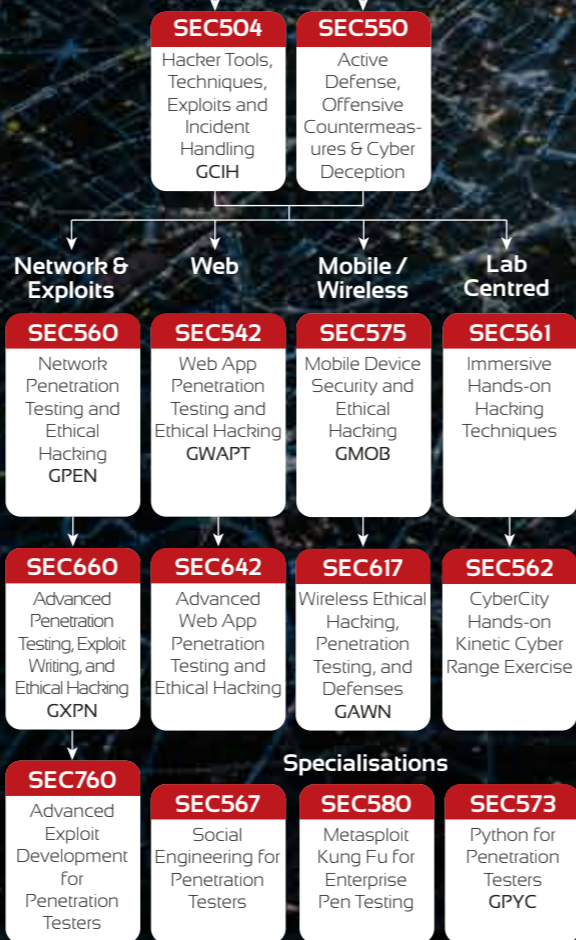 SEC504
Hacker Tools,
Techniques,
Exploits and
Incident
Handling
GCIH
SEC550
Active
Defense,
Offensive
Countermeas-
ures & Cyber
Deception
Network &
Exploits
Web
Mobile /
Wireless
Lab
Centred
SEC560
Network
Penetration
Testing and
Ethical
Hacking
GPEN
SEC542
Web App
Penetration
Testing and
Ethical Hacking
GWAPT
SEC575
Mobile Device
Security and
Ethical
Hacking
GMOB
SEC561
Immersive
Hands-on
Hacking
Techniques
SEC660
Advanced
Penetration
Testing, Exploit
Writing, and
Ethical Hacking
GXPN
SEC642
Advanced
Web App
Penetration
Testing and
Ethical Hacking
SEC617
Wireless Ethical
Hacking,
Penetration
Testing, and
Defenses
GAWN
SEC562
CyberCity
Hands-on
Kinetic Cyber
Range Exercise
SEC760
Advanced
Exploit
Development
for
Penetration
Testers
Specialisations
SEC567
Social
Engineering for
Penetration
Testers
SEC580
Metasploit
Kung Fu for
Enterprise
Pen Testing
SEC573
Python for
Penetration
Testers
GPYC